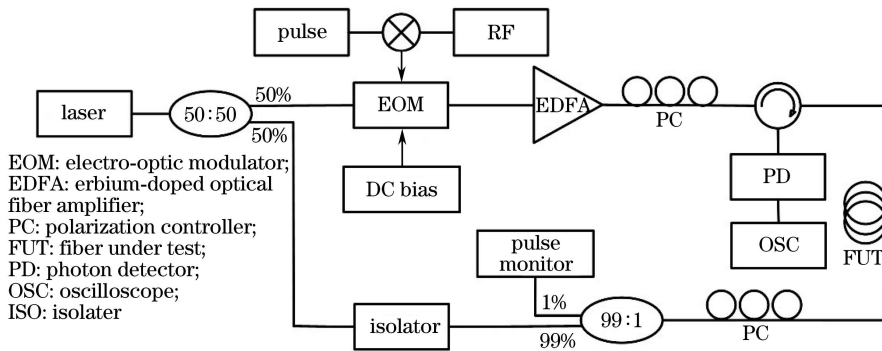 pulse
RF
50%
laser
50:50
EOM
EDFA
PC
50%
DC bias
PD
OSC
FUT
EOM: electro-optic modulator;
EDFA: erbium-doped optical
fiber amplifier;
PC: polarization controller;
FUT: fiber under test;
PD: photon detector;
OSC: oscilloscope;
ISO: isolater
pulse
monitor
1%
isolator
99%
99:1
PC